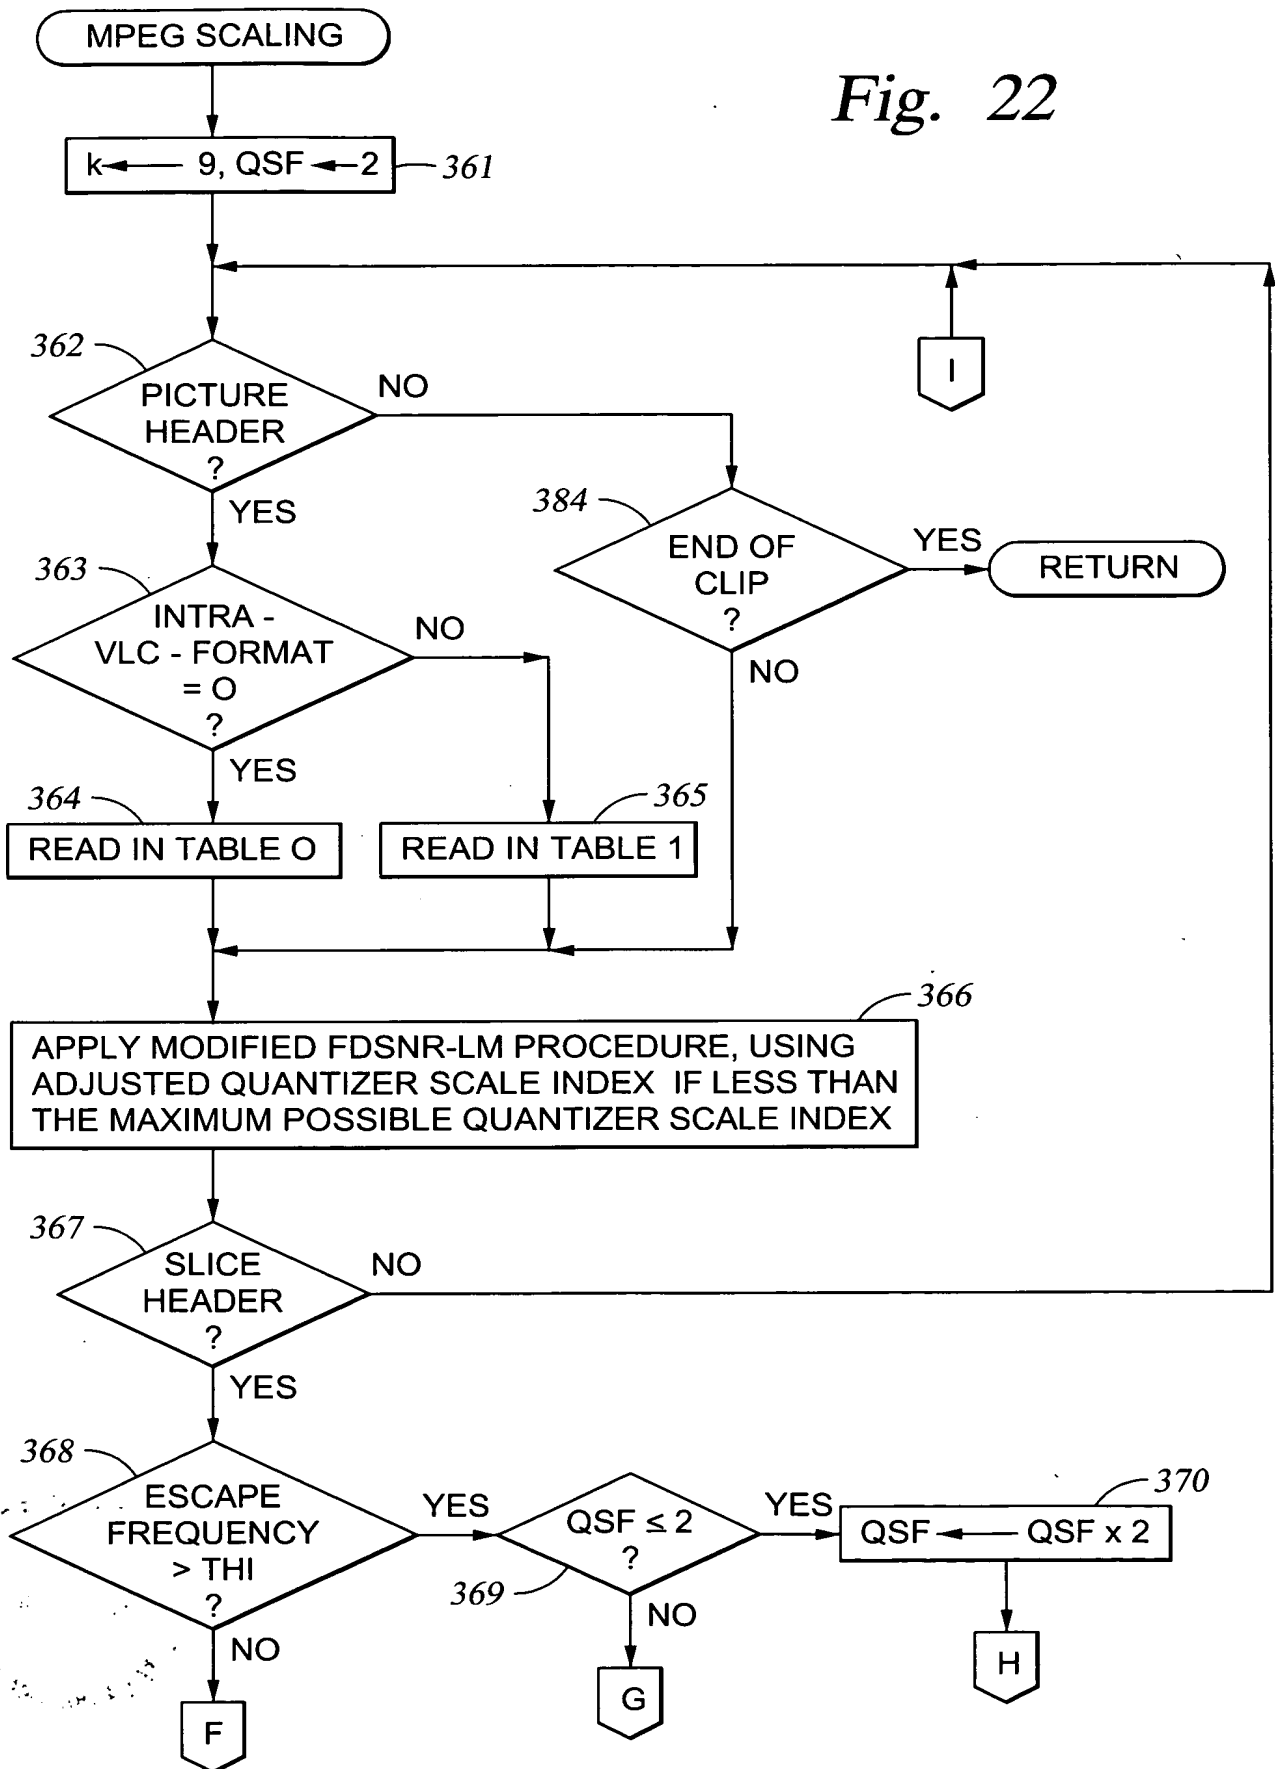 MPEG SCALING
Fig. 22
k ← 9, QSF ← 2
361
362
PICTURE
HEADER
?
NO
YES
I
384
END OF
CLIP
?
YES
NO
RETURN
363
INTRA -
VLC - FORMAT
= O
?
NO
YES
364
READ IN TABLE O
365
READ IN TABLE 1
366
APPLY MODIFIED FDSNR-LM PROCEDURE, USING
ADJUSTED QUANTIZER SCALE INDEX IF LESS THAN
THE MAXIMUM POSSIBLE QUANTIZER SCALE INDEX
367
SLICE
HEADER
?
NO
YES
368
ESCAPE
FREQUENCY
> THI
?
YES
NO
F
QSF ≤ 2
?
369
YES
NO
G
370
QSF ← QSF x 2
H